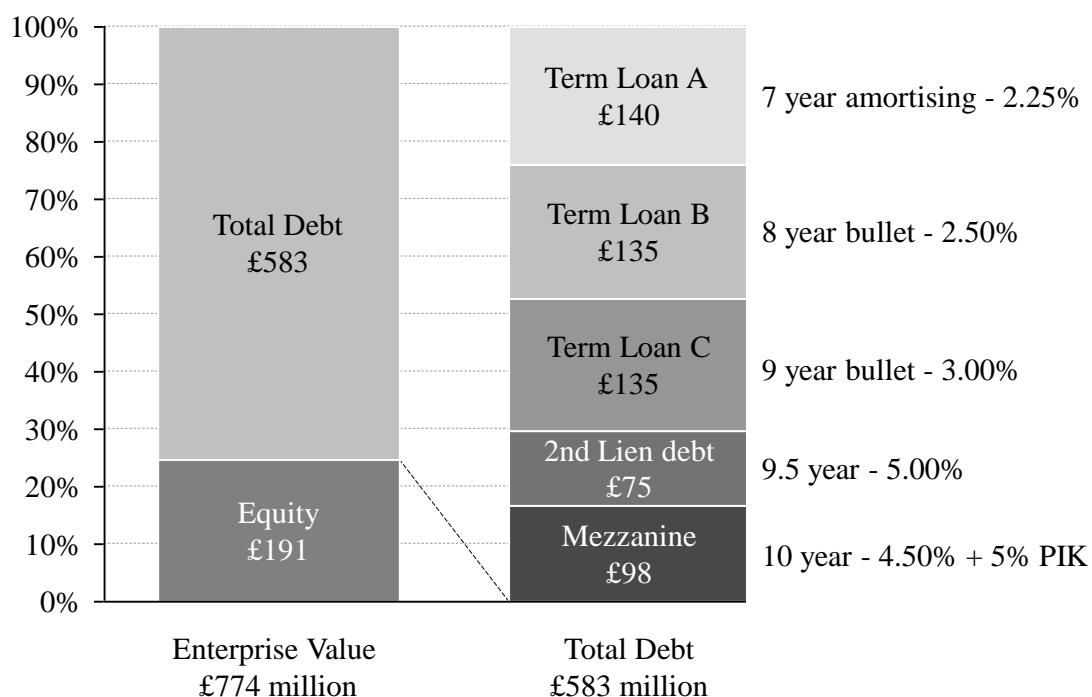 100%
90%
80%
70%
60%
50%
40%
30%
20%
10%
0%
Total Debt
£583
Equity
£191
Term Loan A
£140
Term Loan B
£135
Term Loan C
£135
2nd Lien debt
£75
Mezzanine
£98
7 year amortising - 2.25%
8 year bullet - 2.50%
9 year bullet - 3.00%
9.5 year - 5.00%
10 year - 4.50% + 5% PIK
Enterprise Value
£774 million
Total Debt
£583 million